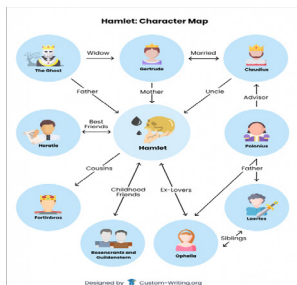 Hamlet: Character Map
Widow
Married
The Ghost
Gertrude
Claudius
Father
Mother
Uncle
Advisor
Best
Friends
Horatio
Hamlet
Polonius
Cousins
Father
Childhood
Friends
Ex-Lovers
Fortinbras
Laertes
Siblings
Rosencrantz and
Guildenstern
Ophelia
Designed by Custom-Writing.org